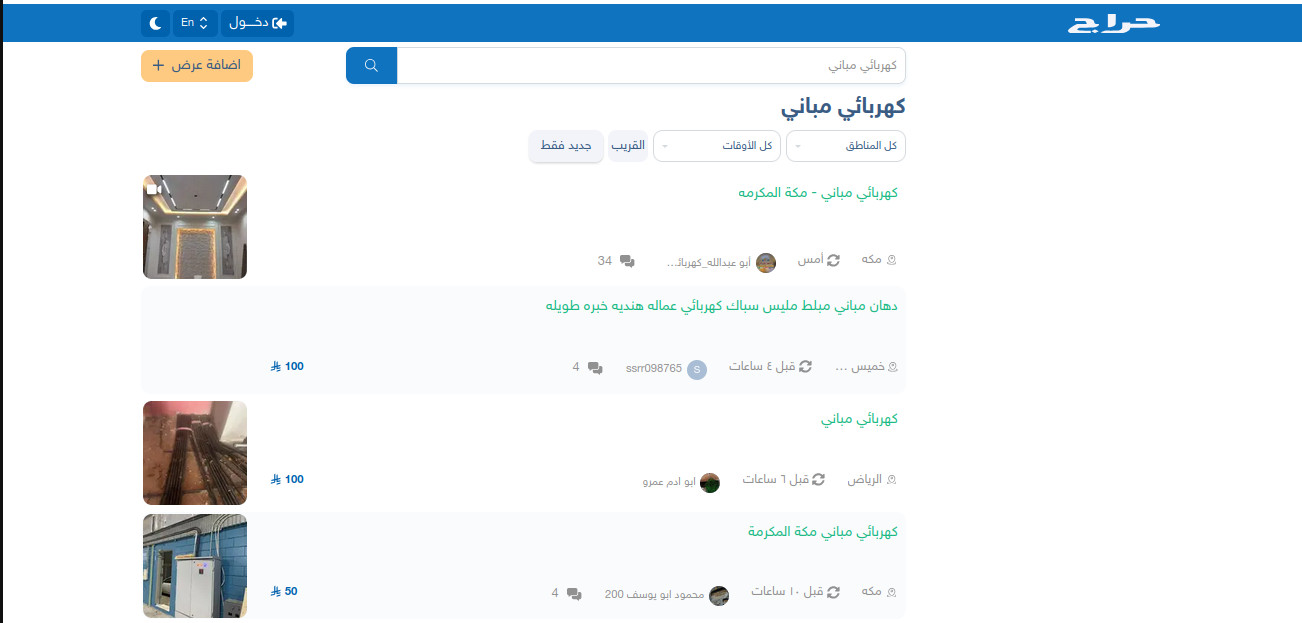 حراج
دخـــول
En
كهربائي مباني
اضافة عرض +
كهربائي مباني
كل المناطق
كل الأوقات
القريب
جديد فقط
كهربائي مباني - مكة المكرمه
مكه
أمس
أبو عبدالله_كهربائ...
34
دهان مباني مبلط مليس سباك كهربائي عماله هنديه خبره طويله
خميس ...
قبل ٤ ساعات
S
ssrr098765
4
100
كهربائي مباني
الرياض
قبل ٦ ساعات
ابو ادم عمرو
100
كهربائي مباني مكة المكرمة
مكه
قبل ١٠ ساعات
محمود ابو يوسف 200
4
50